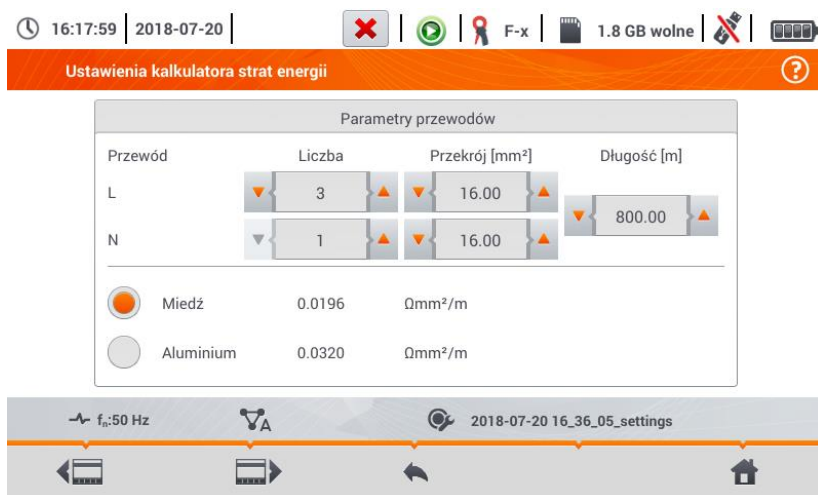 16:17:59 2018-07-20 F-x 1.8 GB wolne
Ustawienia kalkulatora strat energii ?
Parametry przewodów
Przewód Liczba Przekrój [mm²] Długość [m]
L 3 16.00
800.00
N 1 16.00
Miedź 0.0196 Ωmm²/m
Aluminium 0.0320 Ωmm²/m
fn:50 Hz A 2018-07-20 16_36_05_settings